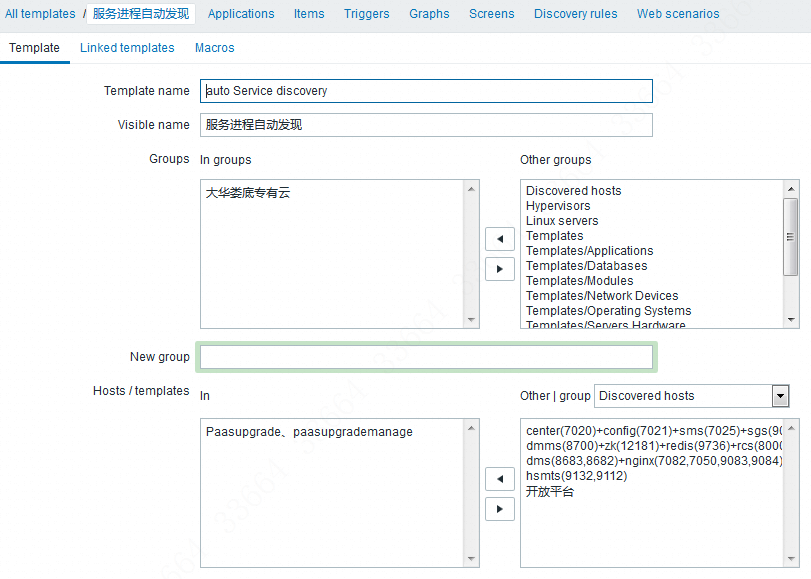 All templates / 服务进程自动发现 Applications Items Triggers Graphs Screens Discovery rules Web scenarios
Template Linked templates Macros
Template name auto Service discovery
Visible name 服务进程自动发现
Groups In groups Other groups
大华娄底专有云
Discovered hosts
Hypervisors
Linux servers
Templates
Templates/Applications
Templates/Databases
Templates/Modules
Templates/Network Devices
Templates/Operating Systems
Templates/Servers Hardware
New group
Hosts / templates In Other | group Discovered hosts
Paasupgrade、paasupgrademanage
center(7020)+config(7021)+sms(7025)+sgs(90
dmms(8700)+zk(12181)+redis(9736)+rcs(8000
dms(8683,8682)+nginx(7082,7050,9083,9084)
hsmts(9132,9112)
开放平台